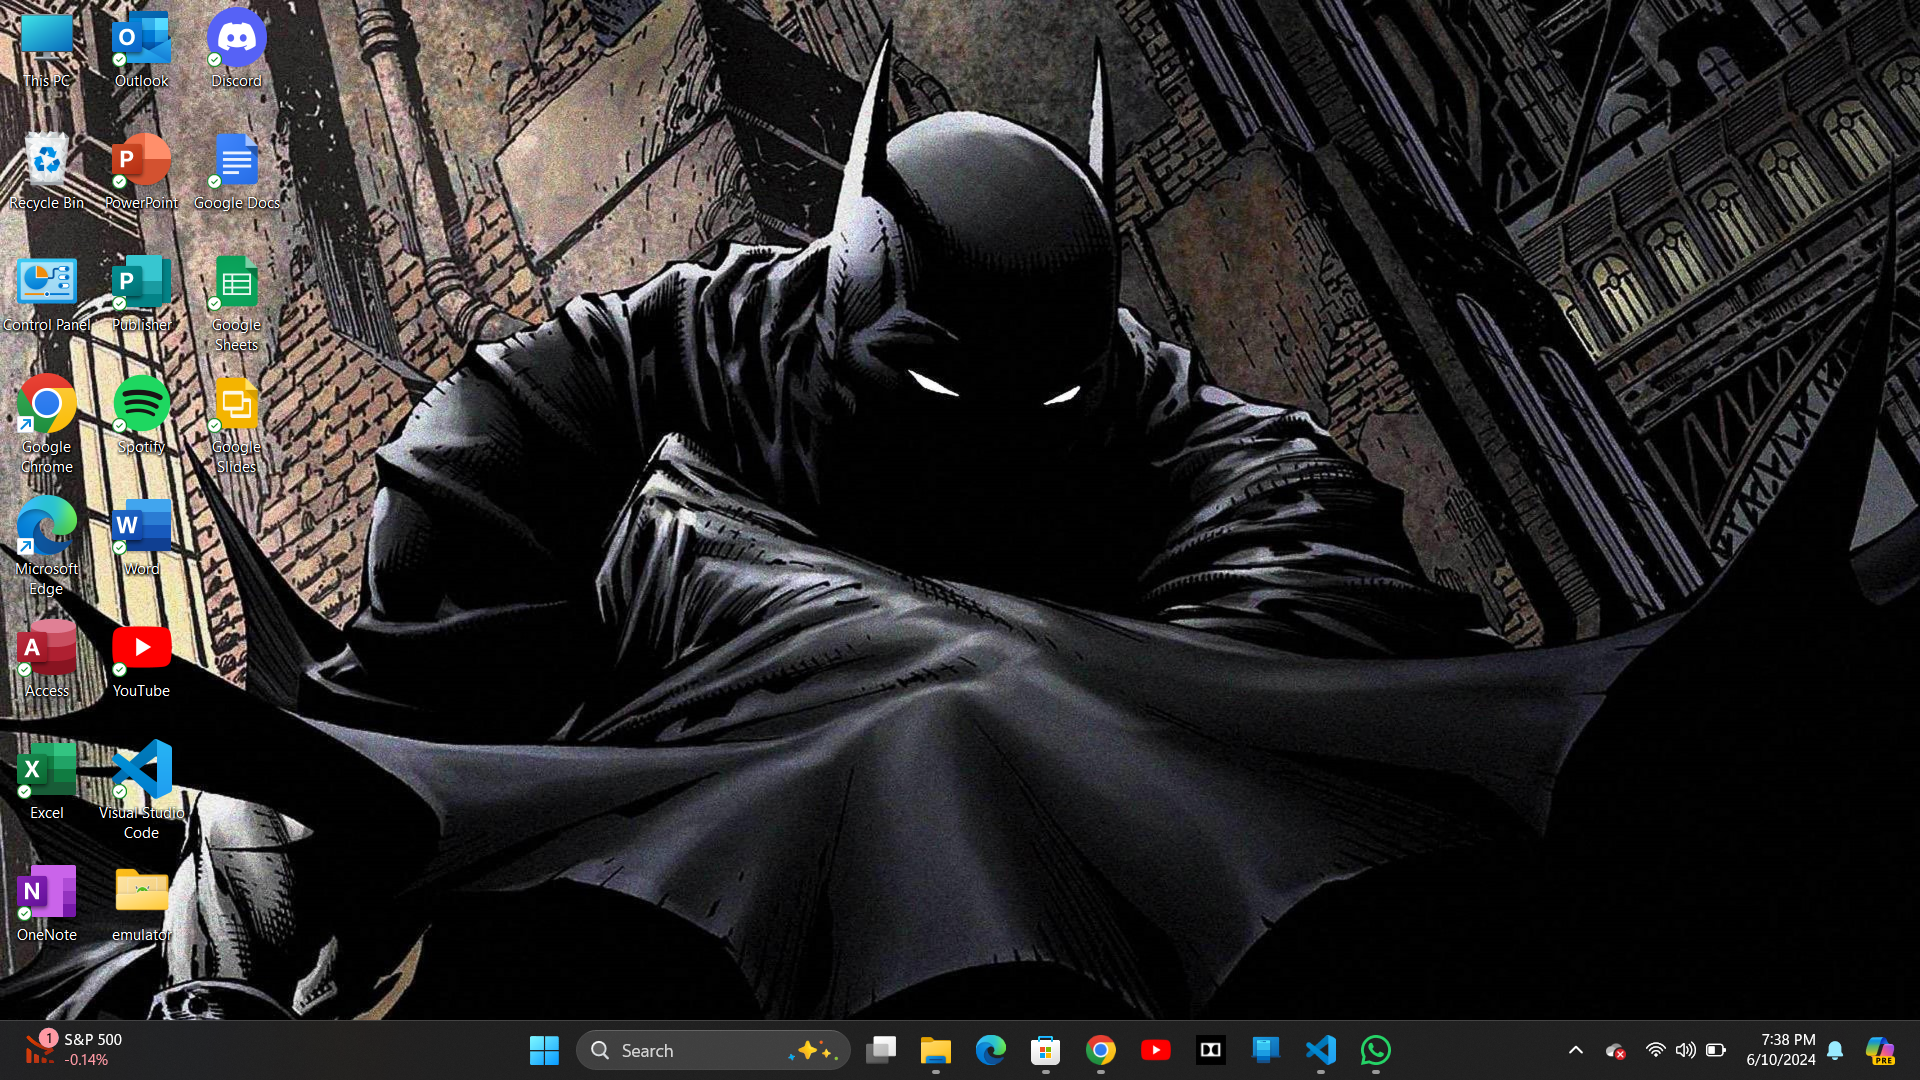 This PC
Outlook
Discord
Recycle Bin
PowerPoint
Google Docs
Control Panel
Publisher
Google
Sheets
Google
Chrome
Spotify
Google
Slides
Microsoft
Edge
Word
Access
YouTube
Excel
Visual Studio
Code
OneNote
emulator
1
S&P 500
-0.14%
Search
7:38 PM
6/10/2024
PRE